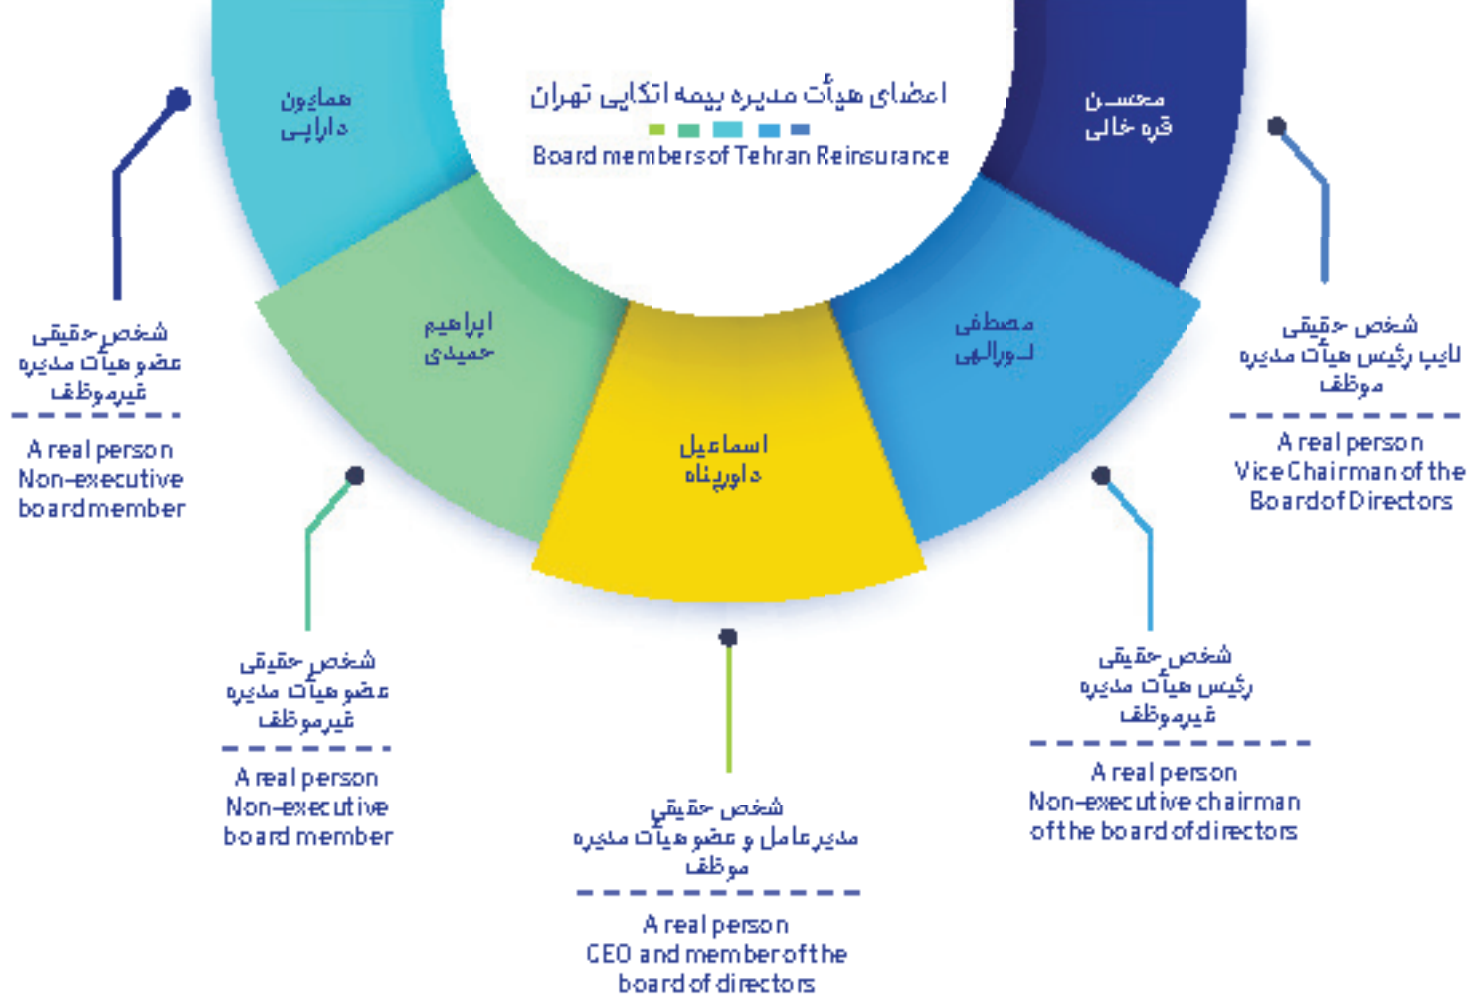 اعضای هیأت مدیره بیمه اتکایی تهران
Board members of Tehran Reinsurance
محسن
قره خانی
شخص حقیقی
نایب رئیس هیأت مدیره
موظف
A real person
Vice Chairman of the
Board of Directors
مصطفی
نورالهی
شخص حقیقی
رئیس هیأت مدیره
غیرموظف
A real person
Non-executive chairman
of the board of directors
اسماعیل
داورپناه
شخص حقیقی
مدیرعامل و عضو هیأت مدیره
موظف
A real person
CEO and member of the
board of directors
ابراهیم
حمیدی
شخص حقیقی
عضو هیأت مدیره
غیرموظف
A real person
Non-executive
board member
همایون
دارابی
شخص حقیقی
عضو هیأت مدیره
غیرموظف
A real person
Non-executive
board member